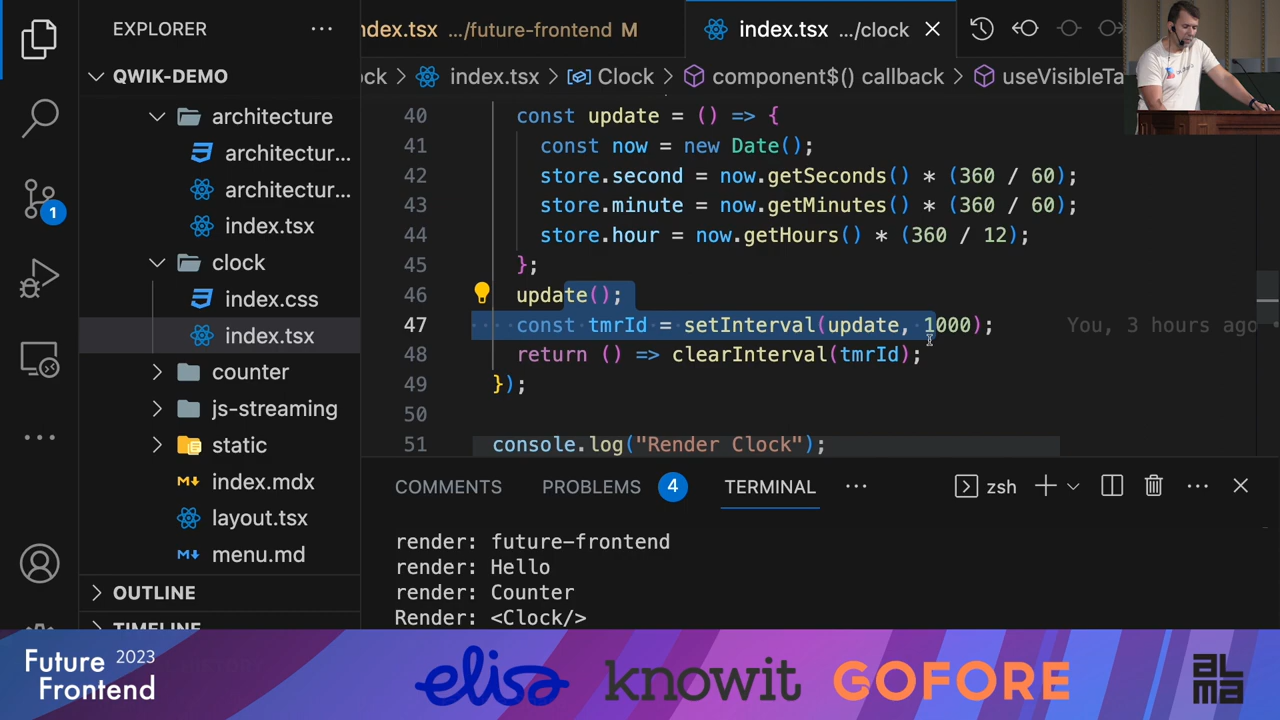 EXPLORER
ndex.tsx .../future-frontend M
index.tsx .../clock
QWIK-DEMO
ock > index.tsx > Clock > component$() callback > useVisibleTa
architecture
architectur...
architectur...
index.tsx
clock
index.css
index.tsx
counter
js-streaming
static
index.mdx
layout.tsx
menu.md
OUTLINE
TIMELINE
1
40 const update = () => {
41 const now = new Date();
42 store.second = now.getSeconds() * (360 / 60);
43 store.minute = now.getMinutes() * (360 / 60);
44 store.hour = now.getHours() * (360 / 12);
45 };
46 update();
47 const tmrId = setInterval(update, 1000); You, 3 hours ago
48 return () => clearInterval(tmrId);
49 });
50
51 console.log("Render Clock");
COMMENTS PROBLEMS 4 TERMINAL ... zsh
render: future-frontend
render: Hello
render: Counter
Render: <Clock/>
Future 2023
Frontend
elisa
knowit
GOFORE
alma